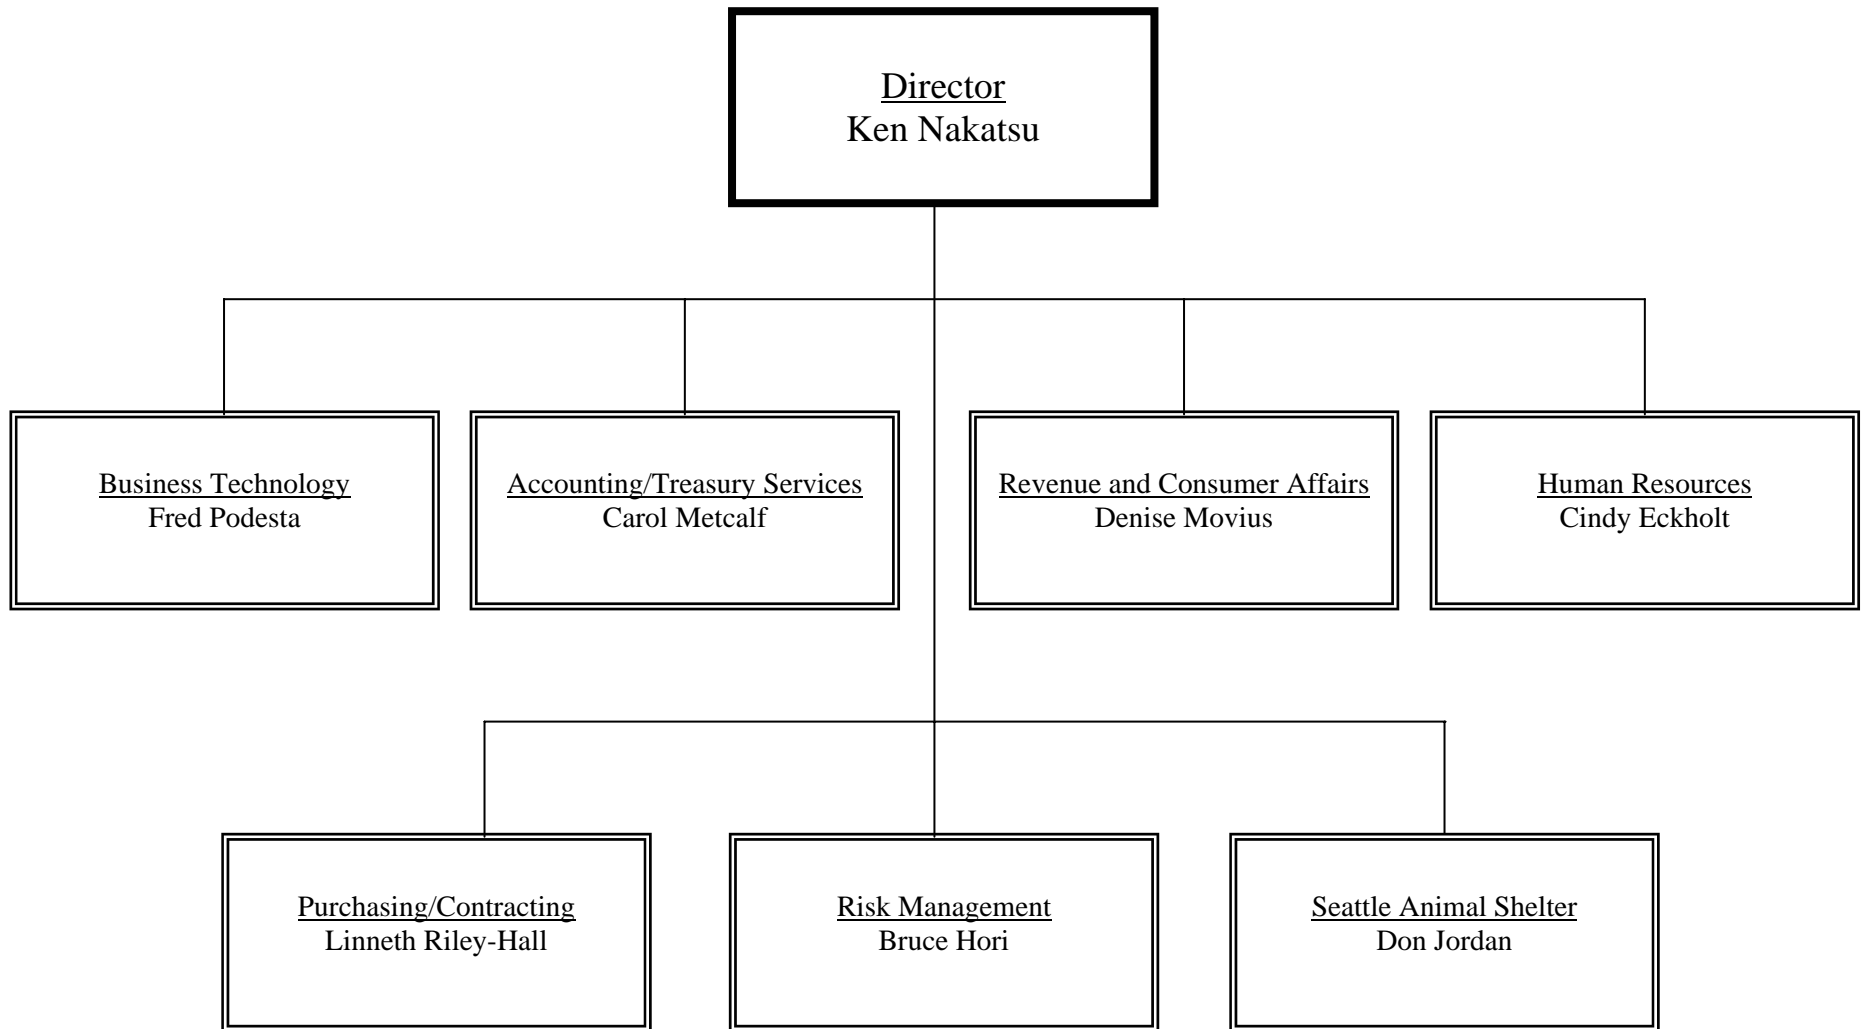 Director
Ken Nakatsu
Business Technology
Fred Podesta
Accounting/Treasury Services
Carol Metcalf
Revenue and Consumer Affairs
Denise Movius
Human Resources
Cindy Eckholt
Purchasing/Contracting
Linneth Riley-Hall
Risk Management
Bruce Hori
Seattle Animal Shelter
Don Jordan